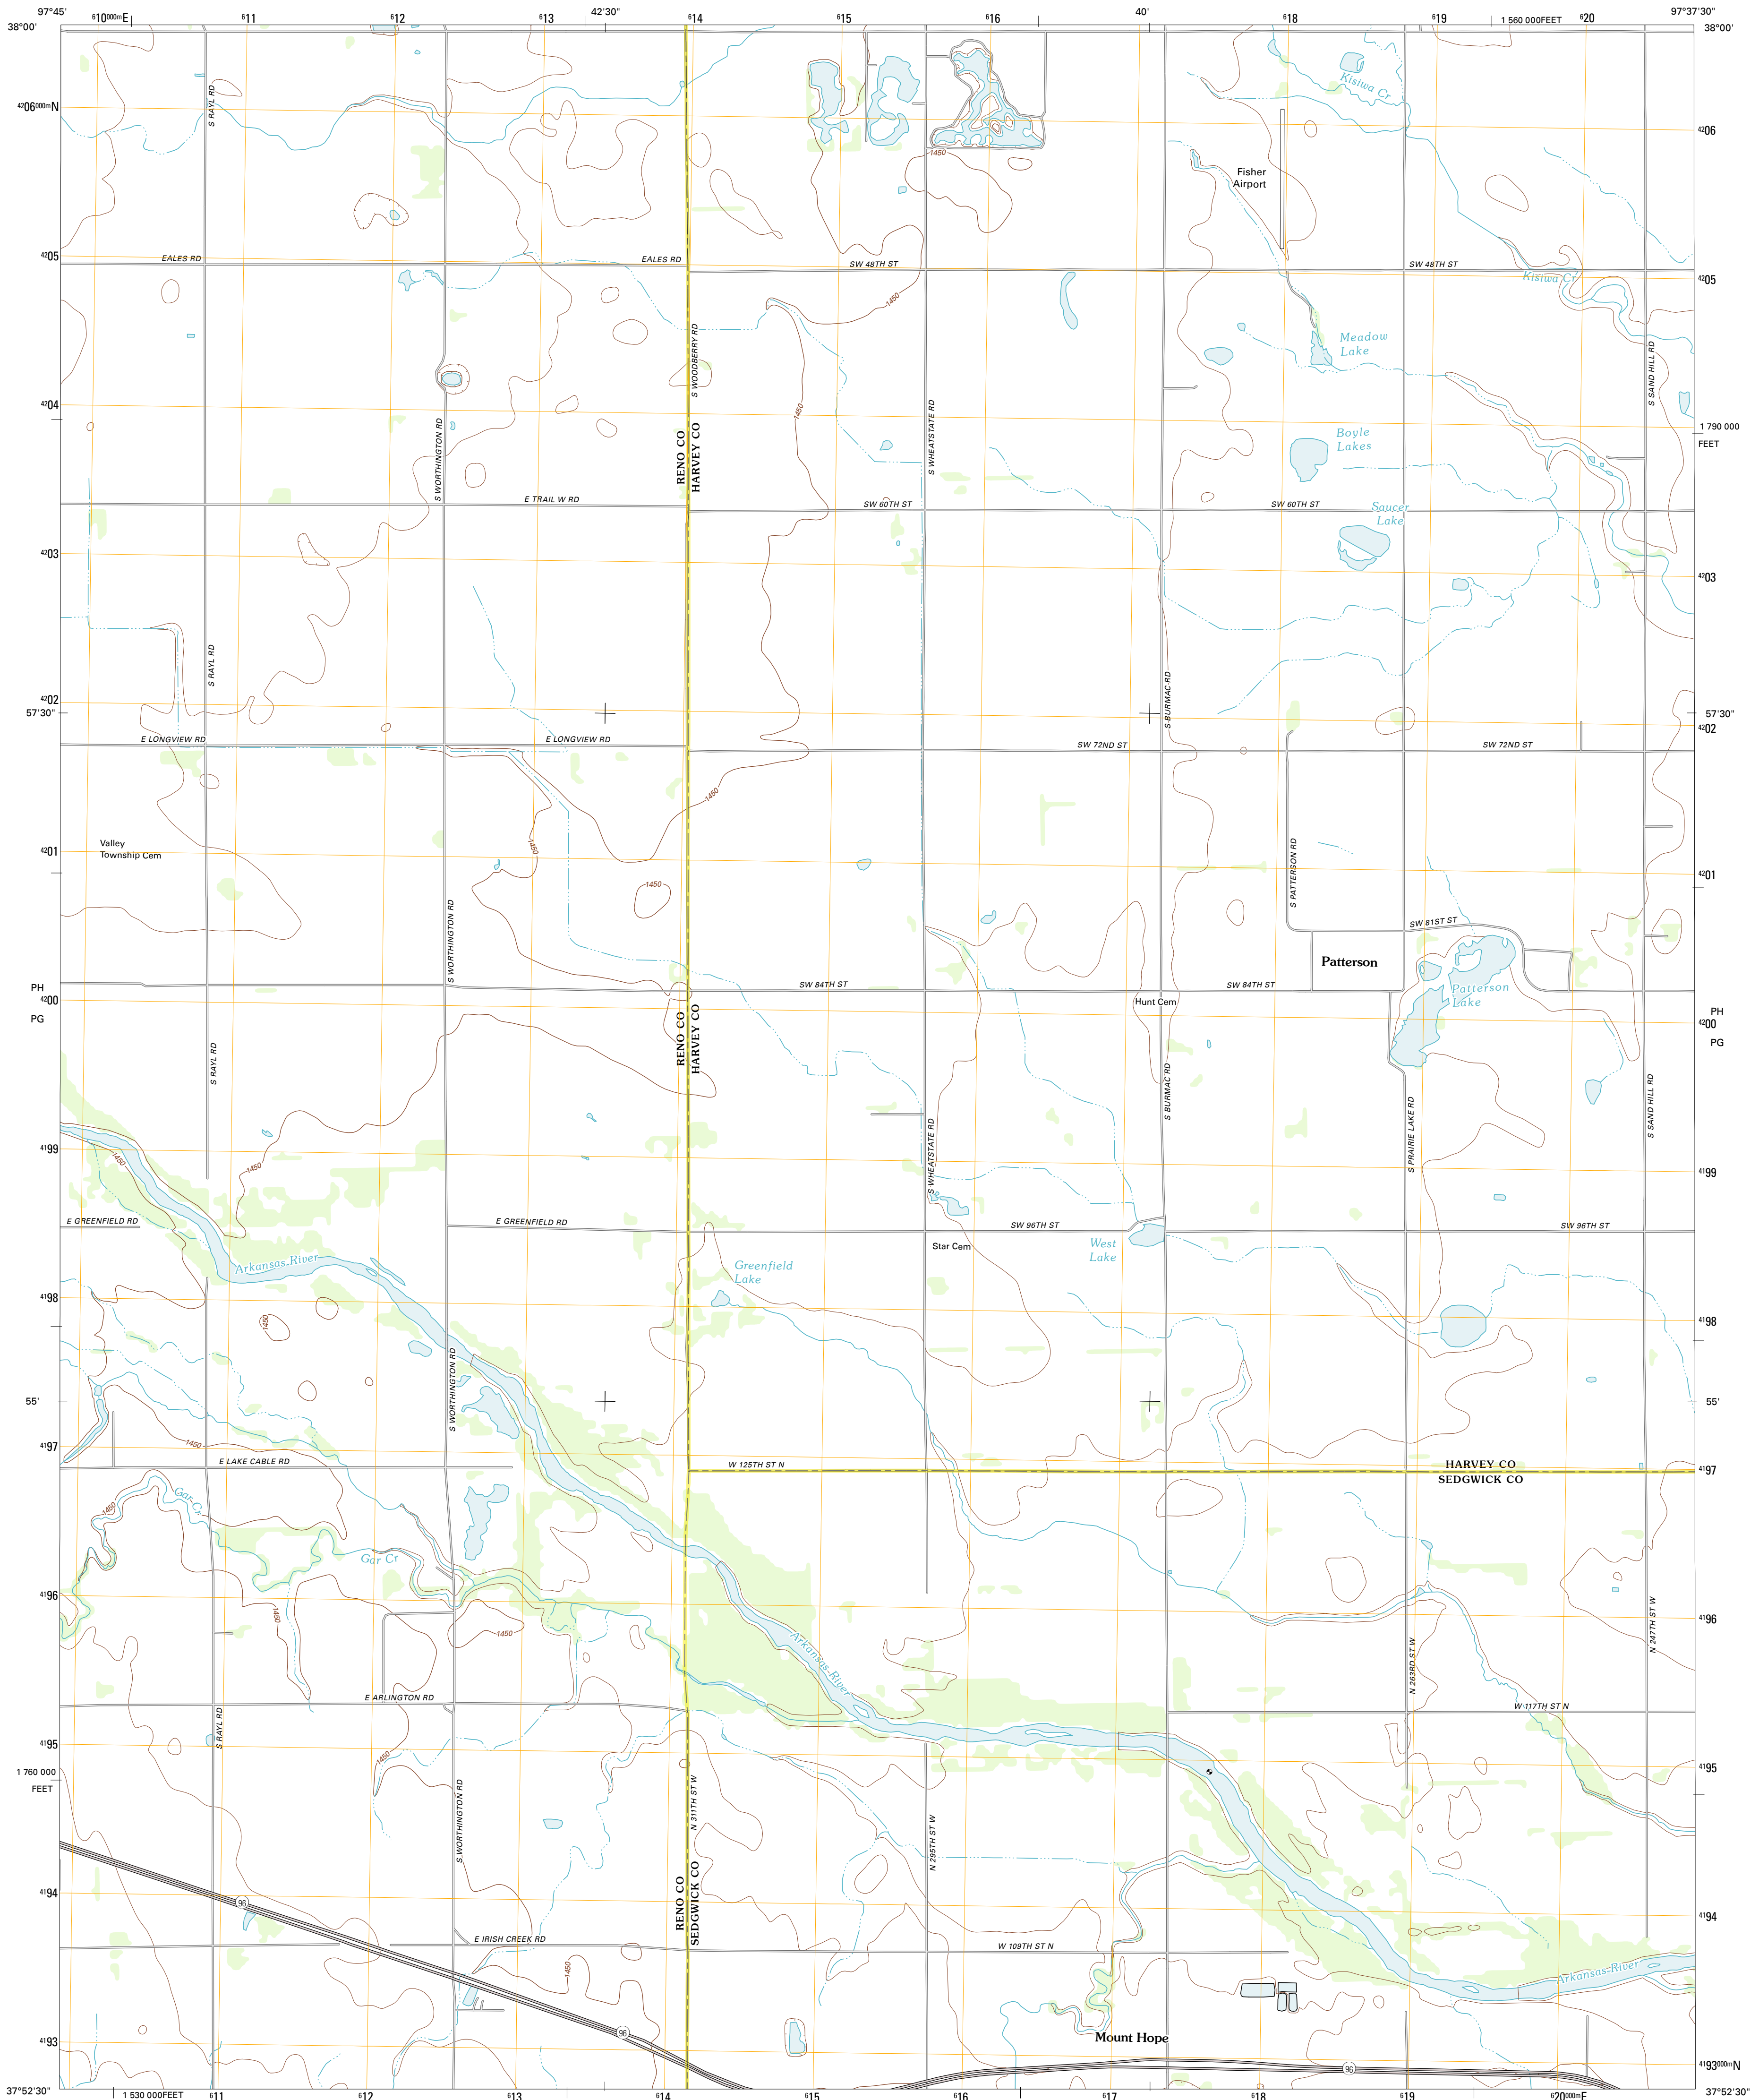 97°45'
⁶10⁰⁰⁰ᵐE
⁶11
⁶12
⁶13
42'30"
⁶14
⁶15
⁶16
40'
⁶18
⁶19
1 560 000FEET
⁶20
97°37'30"
38°00'
38°00'
Kisiwa Cr
S RAYL RD
⁴²06⁰⁰⁰ᵐN
⁴²06
1450
Fisher
Airport
EALES RD
EALES RD
SW 48TH ST
SW 48TH ST
⁴²05
⁴²05
Kisiwa Cr
1450
S WOODBERRY RD
Meadow
Lake
S SAND HILL RD
⁴²04
1450
S WORTHINGTON RD
RENO CO
HARVEY CO
S WHEATSTATE RD
Boyle
Lakes
1 790 000
FEET
E TRAIL W RD
SW 60TH ST
SW 60TH ST
Saucer
Lake
⁴²03
⁴²03
S RAYL RD
S BURMAC RD
⁴²02
57'30"
57'30"
⁴²02
E LONGVIEW RD
E LONGVIEW RD
SW 72ND ST
SW 72ND ST
1450
Valley
Township Cem
⁴²01
1450
S PATTERSON RD
⁴²01
1450
S WORTHINGTON RD
SW 81ST ST
Patterson
PH
⁴²00
PG
SW 84TH ST
SW 84TH ST
Hunt Cem
Patterson
Lake
PH
⁴²00
PG
RENO CO
HARVEY CO
S RAYL RD
S BURMAC RD
S PRAIRIE LAKE RD
S SAND HILL RD
⁴¹99
1450
1450
S WHEATSTATE RD
⁴¹99
E GREENFIELD RD
E GREENFIELD RD
SW 96TH ST
SW 96TH ST
Star Cem
West
Lake
Arkansas River
Greenfield
Lake
⁴¹98
1450
⁴¹98
S WORTHINGTON RD
55'
55'
⁴¹97
1450
E LAKE CABLE RD
W 125TH ST N
HARVEY CO
SEDGWICK CO
⁴¹97
1450
Gar Cr
Gar Cr
⁴¹96
1450
1450
Arkansas River
N 263RD ST W
N 247TH ST W
⁴¹96
E ARLINGTON RD
W 117TH ST N
S RAYL RD
⁴¹95
1450
⁴¹95
1 760 000
FEET
S WORTHINGTON RD
N 311TH ST W
N 295TH ST W
RENO CO
SEDGWICK CO
⁴¹94
96
⁴¹94
E IRISH CREEK RD
W 109TH ST N
1450
Arkansas River
96
Mount Hope
⁴¹93
96
⁴¹93⁰⁰⁰ᵐN
37°52'30"
1 530 000FEET
⁶11
⁶12
⁶13
⁶14
⁶15
⁶16
⁶17
⁶18
⁶19
⁶20⁰⁰⁰ᵐE
37°52'30"